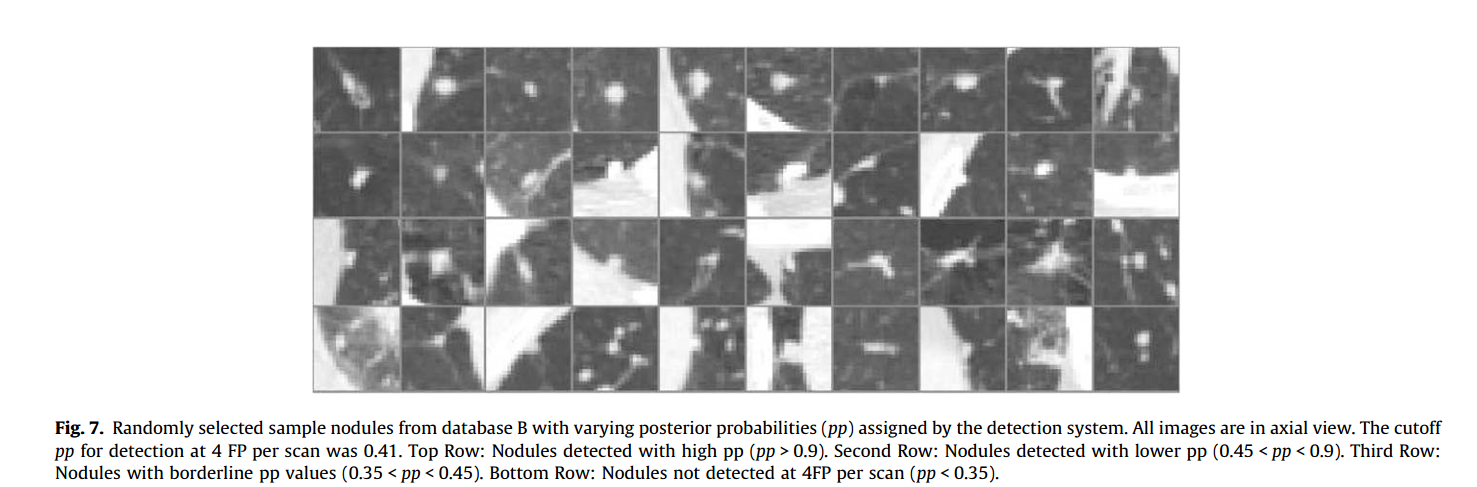 Fig. 7. Randomly selected sample nodules from database B with varying posterior probabilities (pp) assigned by the detection system. All images are in axial view. The cutoff
pp for detection at 4 FP per scan was 0.41. Top Row: Nodules detected with high pp (pp > 0.9). Second Row: Nodules detected with lower pp (0.45 < pp < 0.9). Third Row:
Nodules with borderline pp values (0.35 < pp < 0.45). Bottom Row: Nodules not detected at 4FP per scan (pp < 0.35).